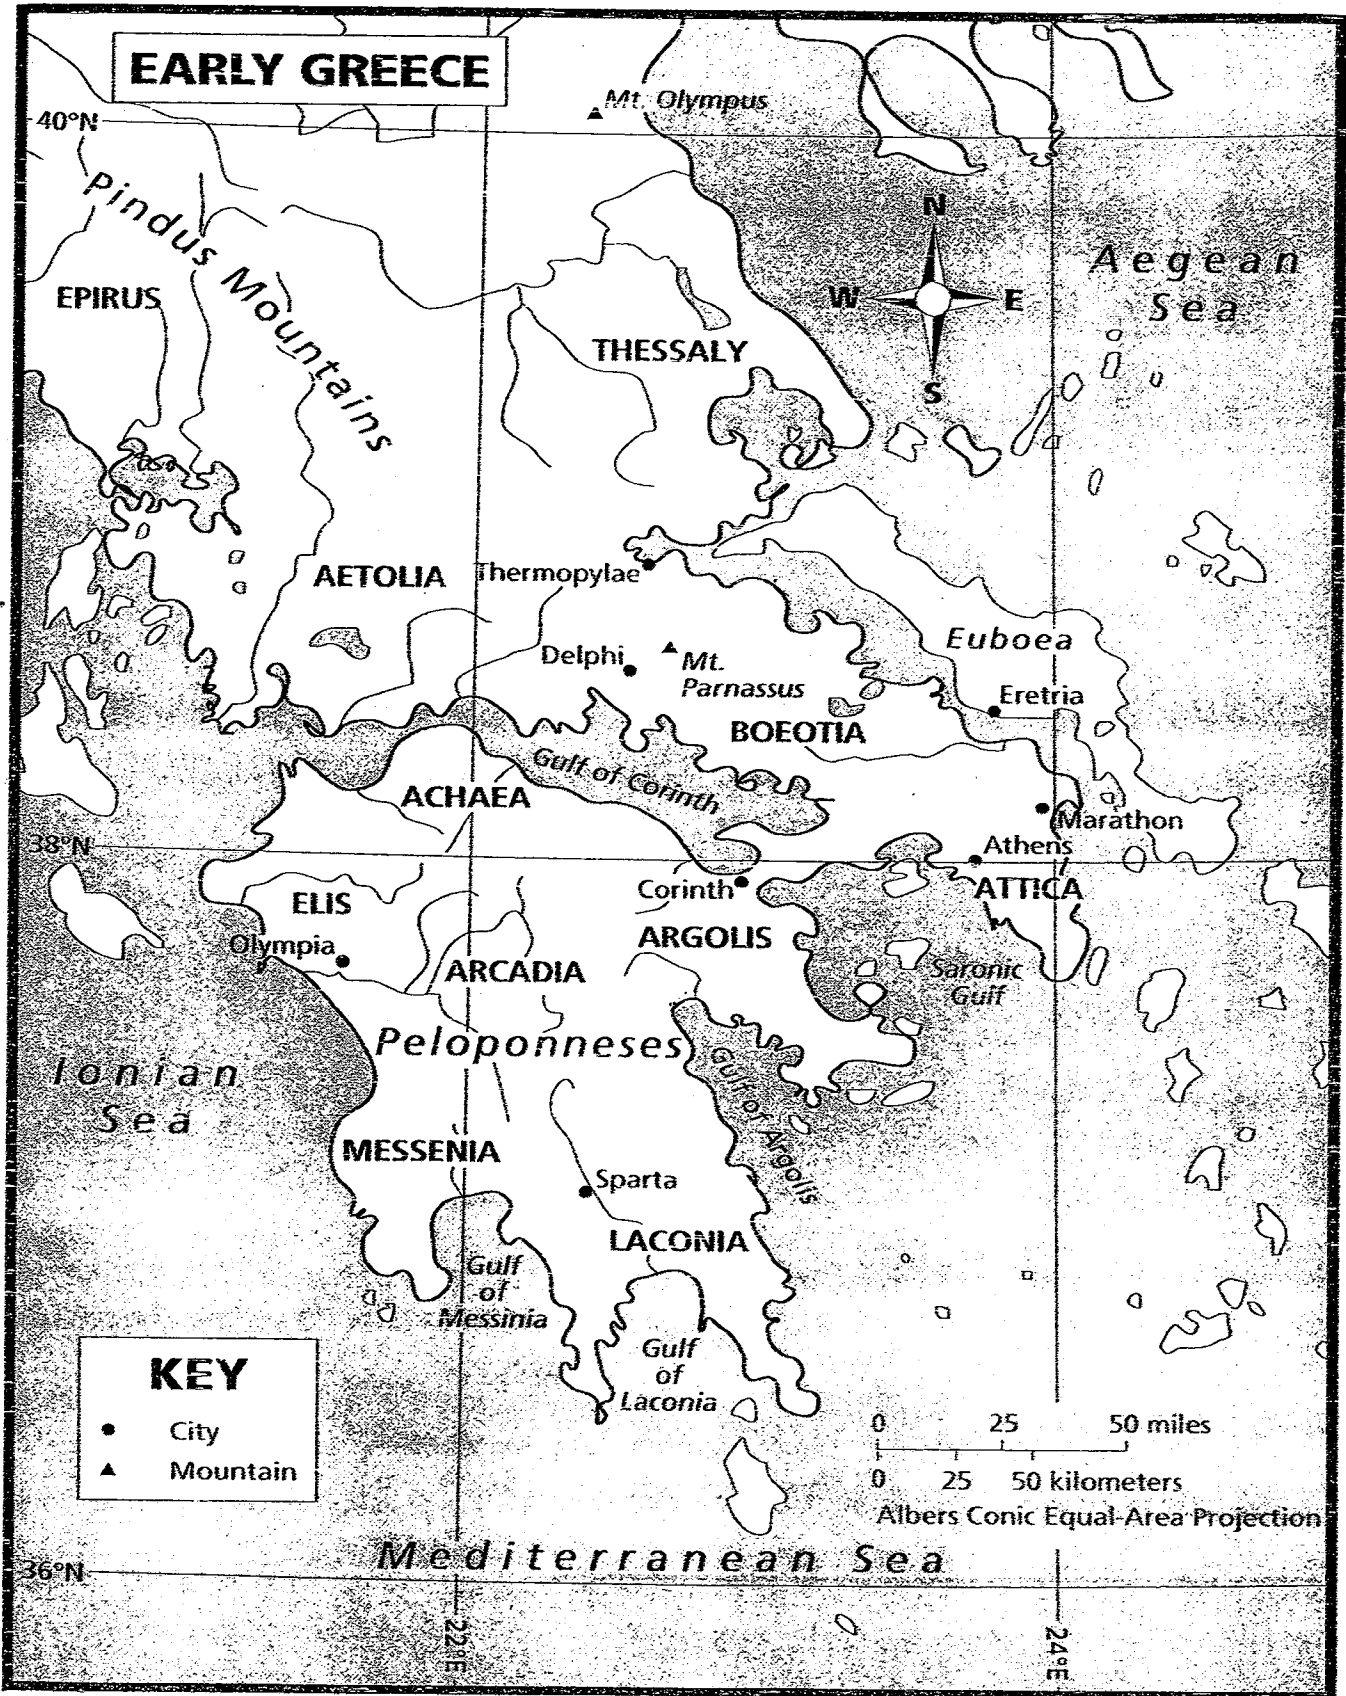 EARLY GREECE
Mt. Olympus
40°N
N
Aegean
Sea
W
E
S
Pindus Mountains
EPIRUS
THESSALY
AETOLIA
Thermopylae
Euboea
Delphi
Mt.
Parnassus
Eretria
BOEOTIA
Gulf of Corinth
ACHAEA
Marathon
38°N
Athens
Corinth
ATTICA
ELIS
ARGOLIS
Olympia
ARCADIA
Saronic
Gulf
Peloponneses
Ionian
Sea
Gulf of Argolis
MESSENIA
Sparta
LACONIA
Gulf
of
Messinia
Gulf
of
Laconia
KEY
City
Mountain
0 25 50 miles
0 25 50 kilometers
Albers Conic Equal-Area Projection
Mediterranean Sea
36°N
22°E
24°E